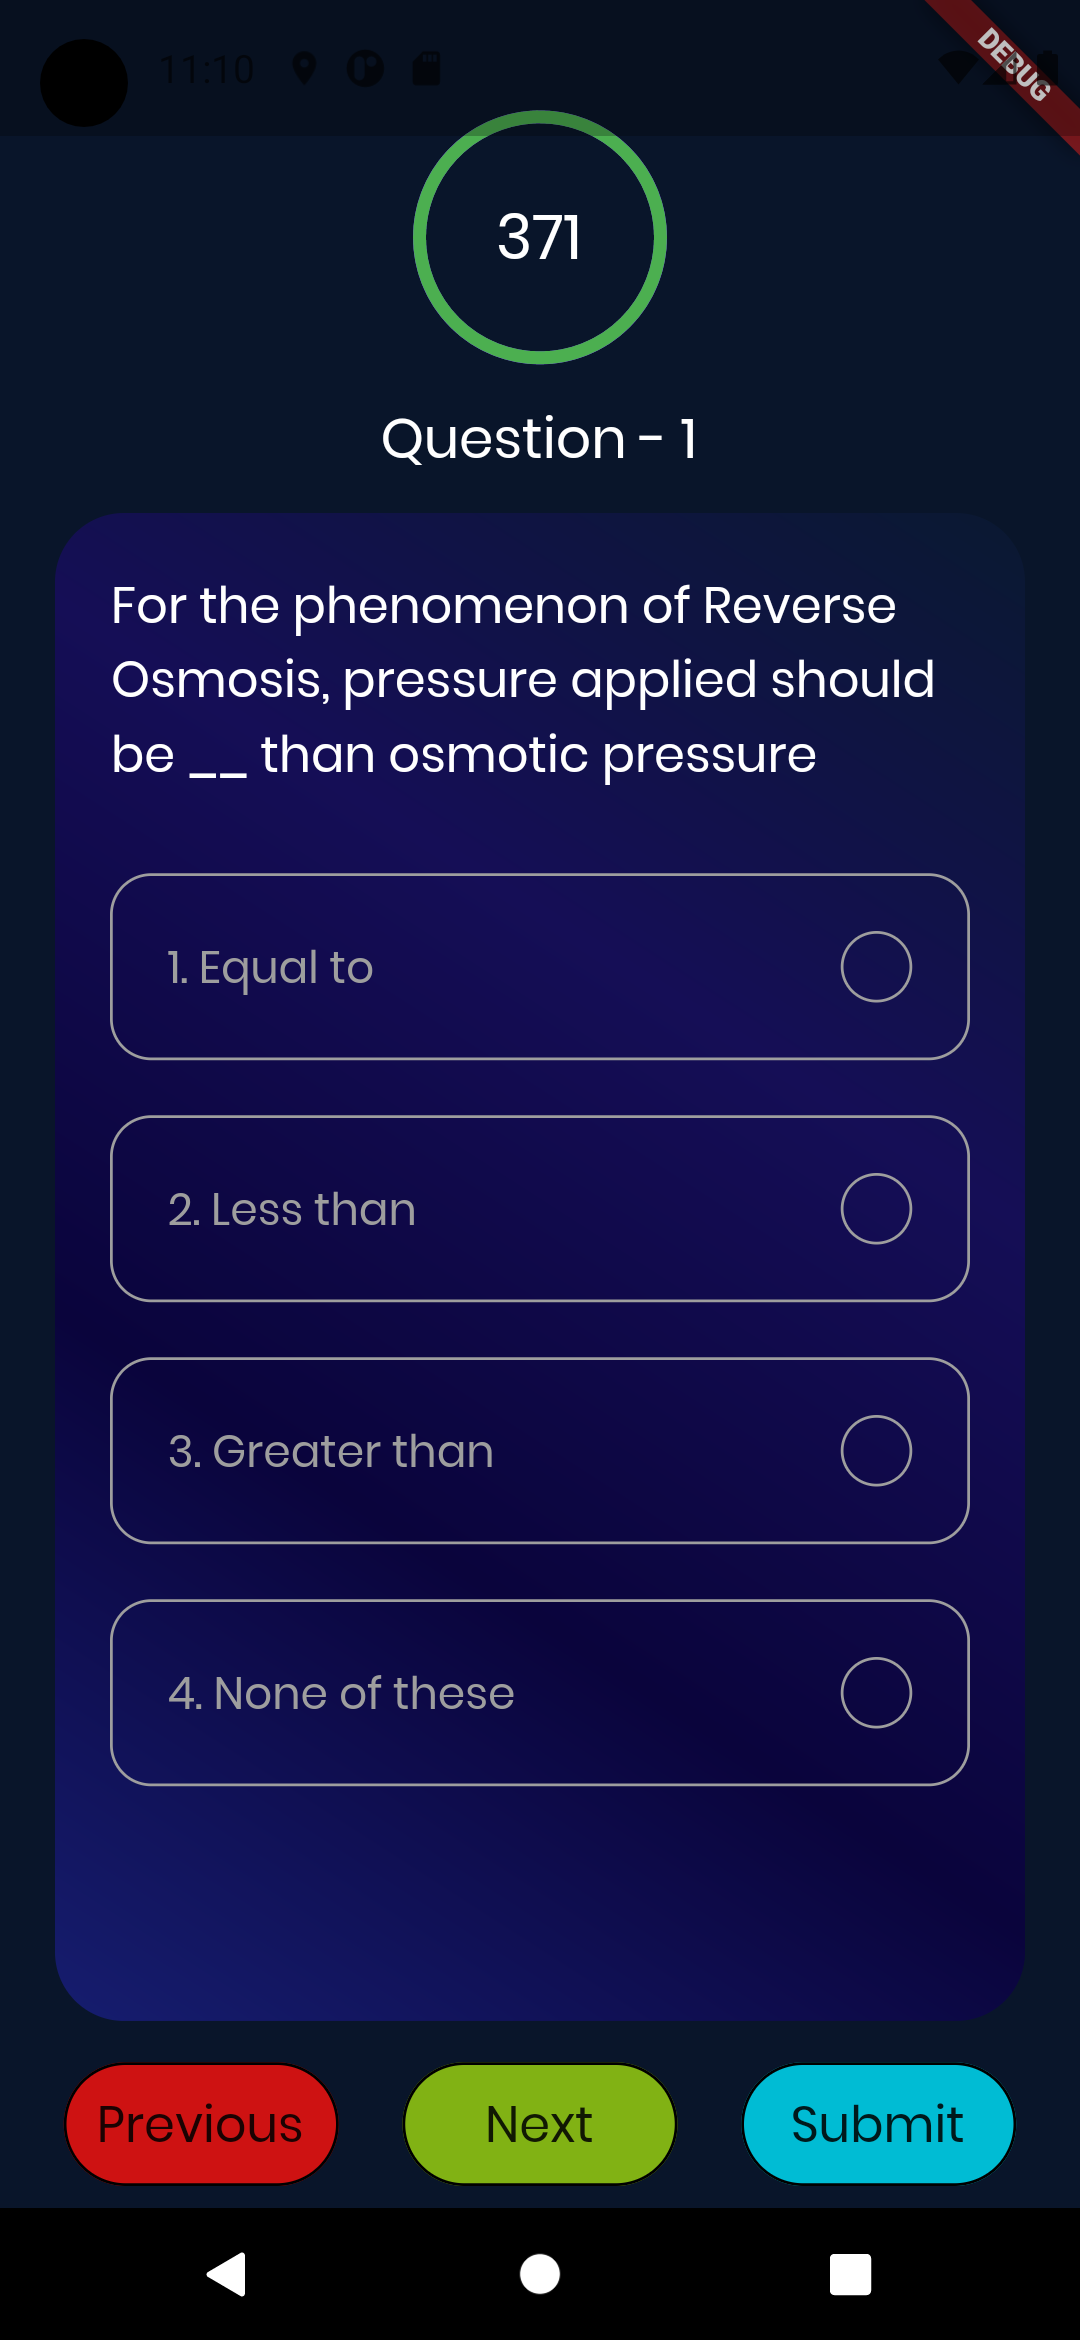 11:10
DEBUG
371
Question - 1
For the phenomenon of Reverse
Osmosis, pressure applied should
be __ than osmotic pressure
1. Equal to
2. Less than
3. Greater than
4. None of these
Previous
Next
Submit